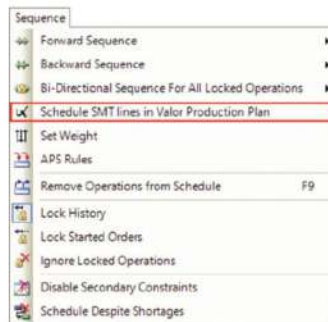 Sequence
Forward Sequence
Backward Sequence
Bi-Directional Sequence For All Locked Operations
Schedule SMT lines in Valor Production Plan
Set Weight
APS Rules
Remove Operations from Schedule F9
Lock History
Lock Started Orders
Ignore Locked Operations
Disable Secondary Constraints
Schedule Despite Shortages